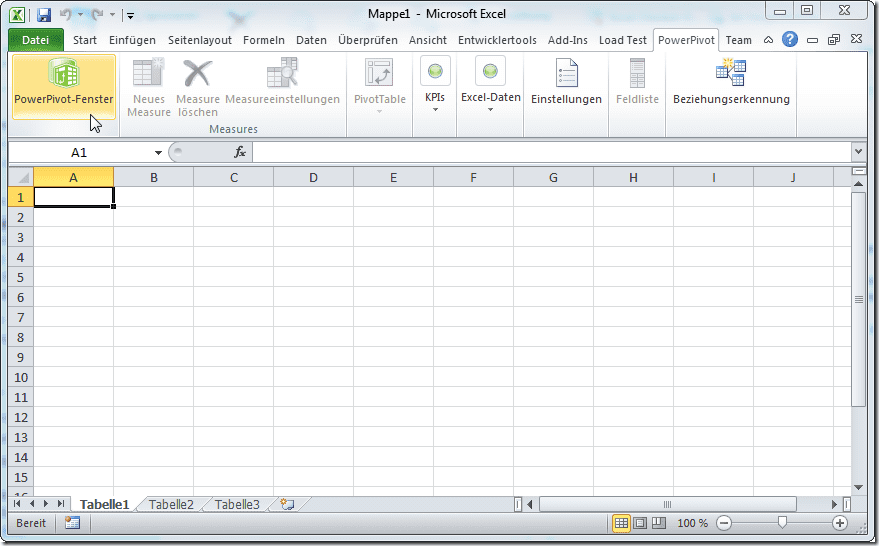 Mappe1 - Microsoft Excel
Datei Start Einfügen Seitenlayout Formeln Daten Überprüfen Ansicht Entwicklertools Add-Ins Load Test PowerPivot Team
PowerPivot-Fenster Neues Measure Measure löschen Measureeinstellungen PivotTable KPIs Excel-Daten Einstellungen Feldliste Beziehungserkennung
Measures
A1 fx
A B C D E F G H I J
1
2
3
4
5
6
7
8
9
10
11
12
13
14
15
16
Tabelle1 Tabelle2 Tabelle3
Bereit 100 %